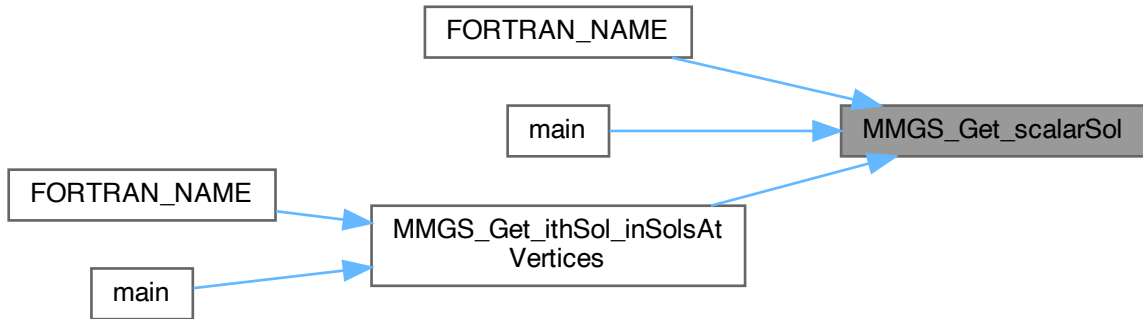 FORTRAN_NAME
main
MMGS_Get_scalarSol
FORTRAN_NAME
MMGS_Get_ithSol_inSolsAt
Vertices
main